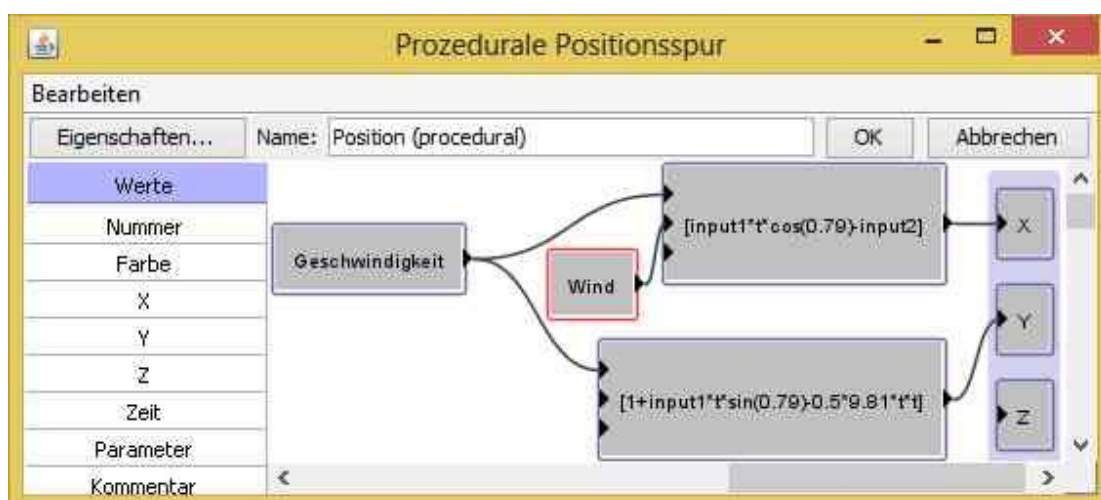 Prozedurale Positionsspur
Bearbeiten
Eigenschaften...
Name:
Position (procedural)
OK
Abbrechen
Werte
Nummer
Farbe
X
Y
Z
Zeit
Parameter
Kommentar
Geschwindigkeit
Wind
[input1*t*cos(0.79)-input2]
[1+input1*t*sin(0.79)-0.5*9.81*t*t]
X
Y
Z